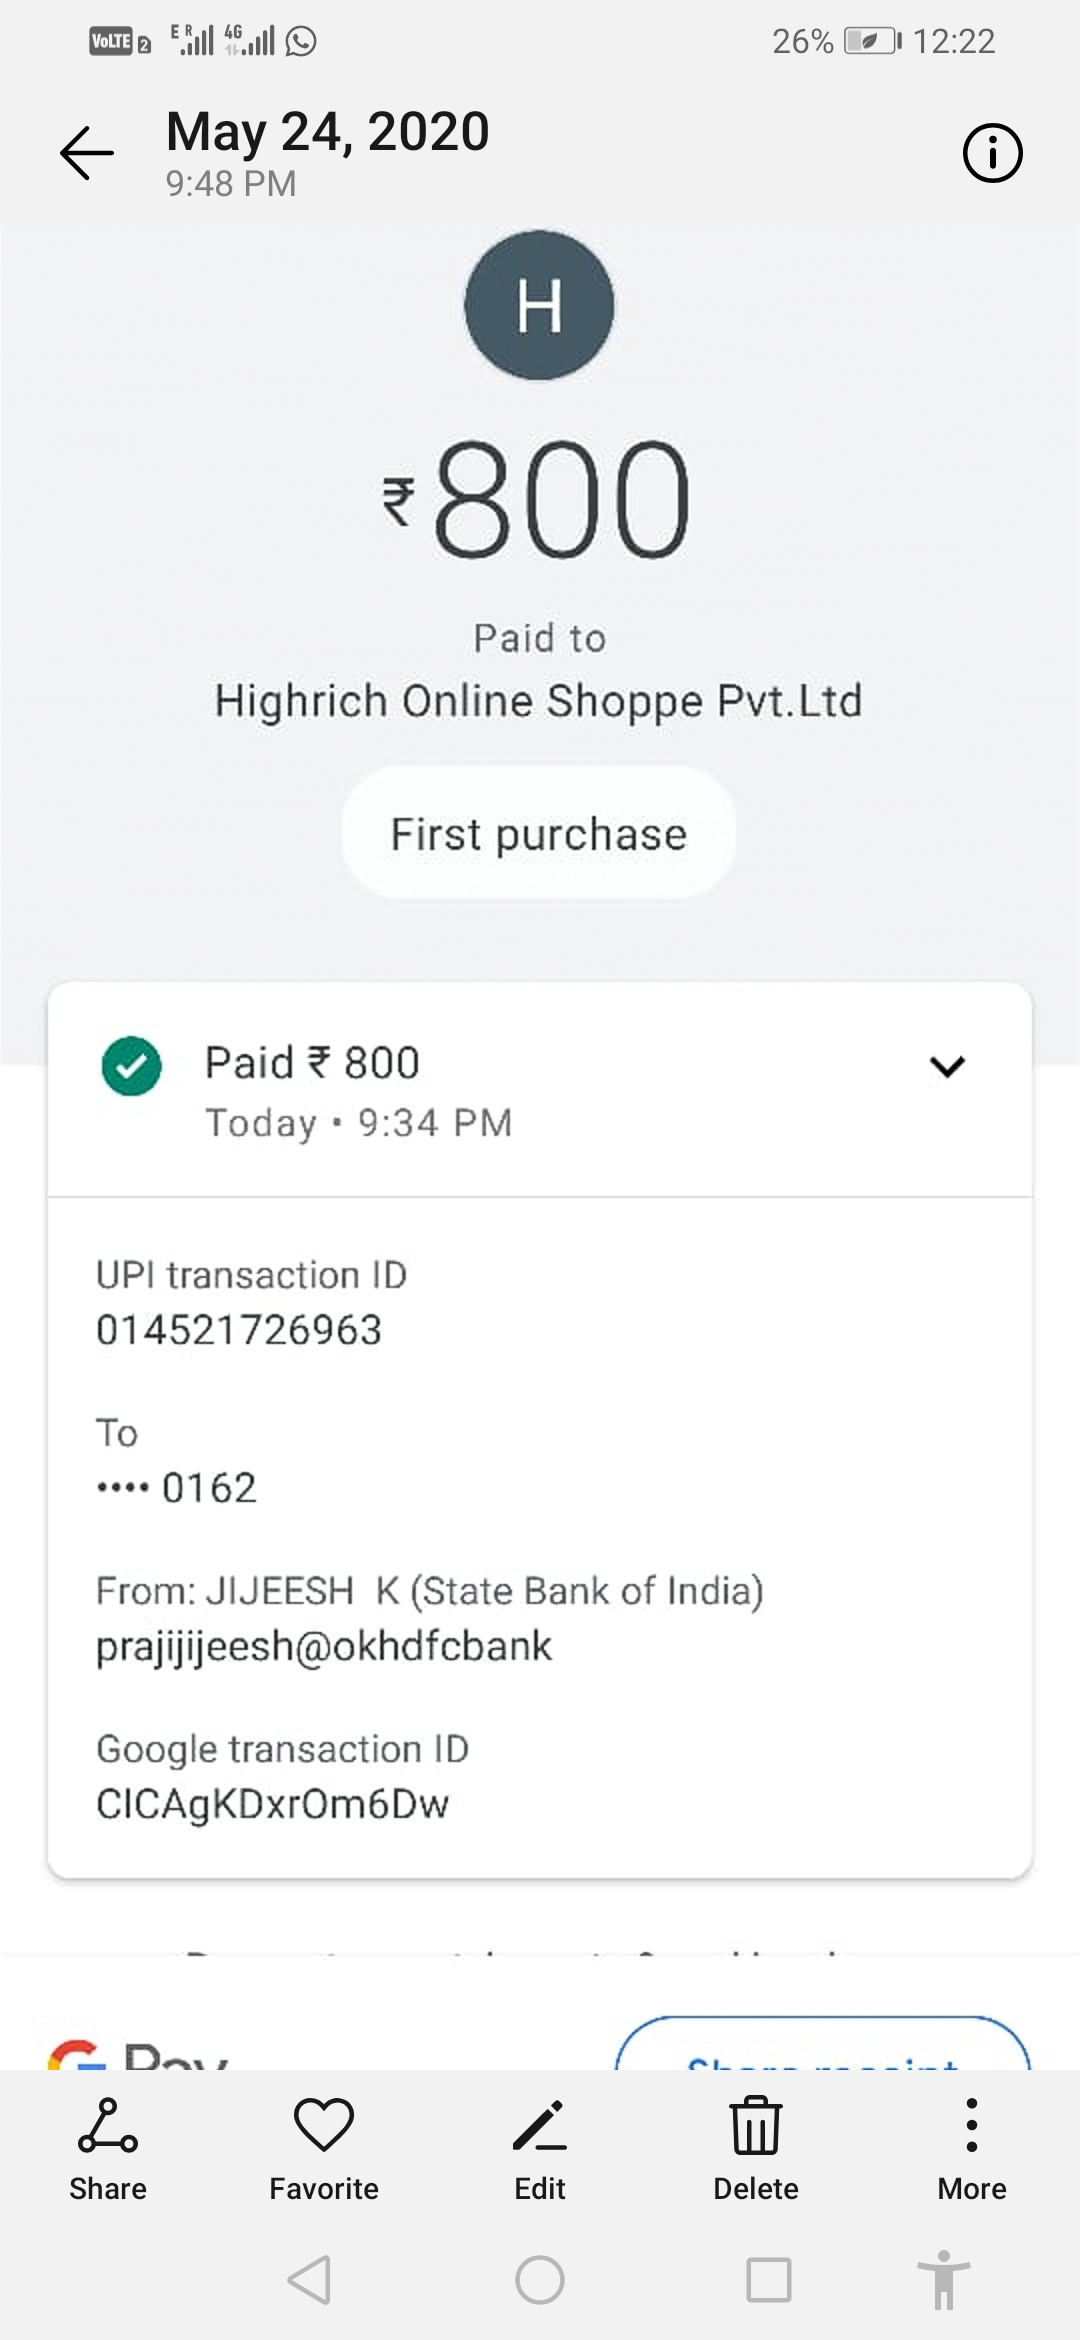 VoLTE 2 E R 4G 26% 12:22
May 24, 2020
9:48 PM
H
₹800
Paid to
Highrich Online Shoppe Pvt.Ltd
First purchase
Paid ₹ 800
Today • 9:34 PM
UPI transaction ID
014521726963
To
•••• 0162
From: JIJEESH K (State Bank of India)
prajijijeesh@okhdfcbank
Google transaction ID
CICAgKDxrOm6Dw
G Pay
Share receipt
Share Favorite Edit Delete More